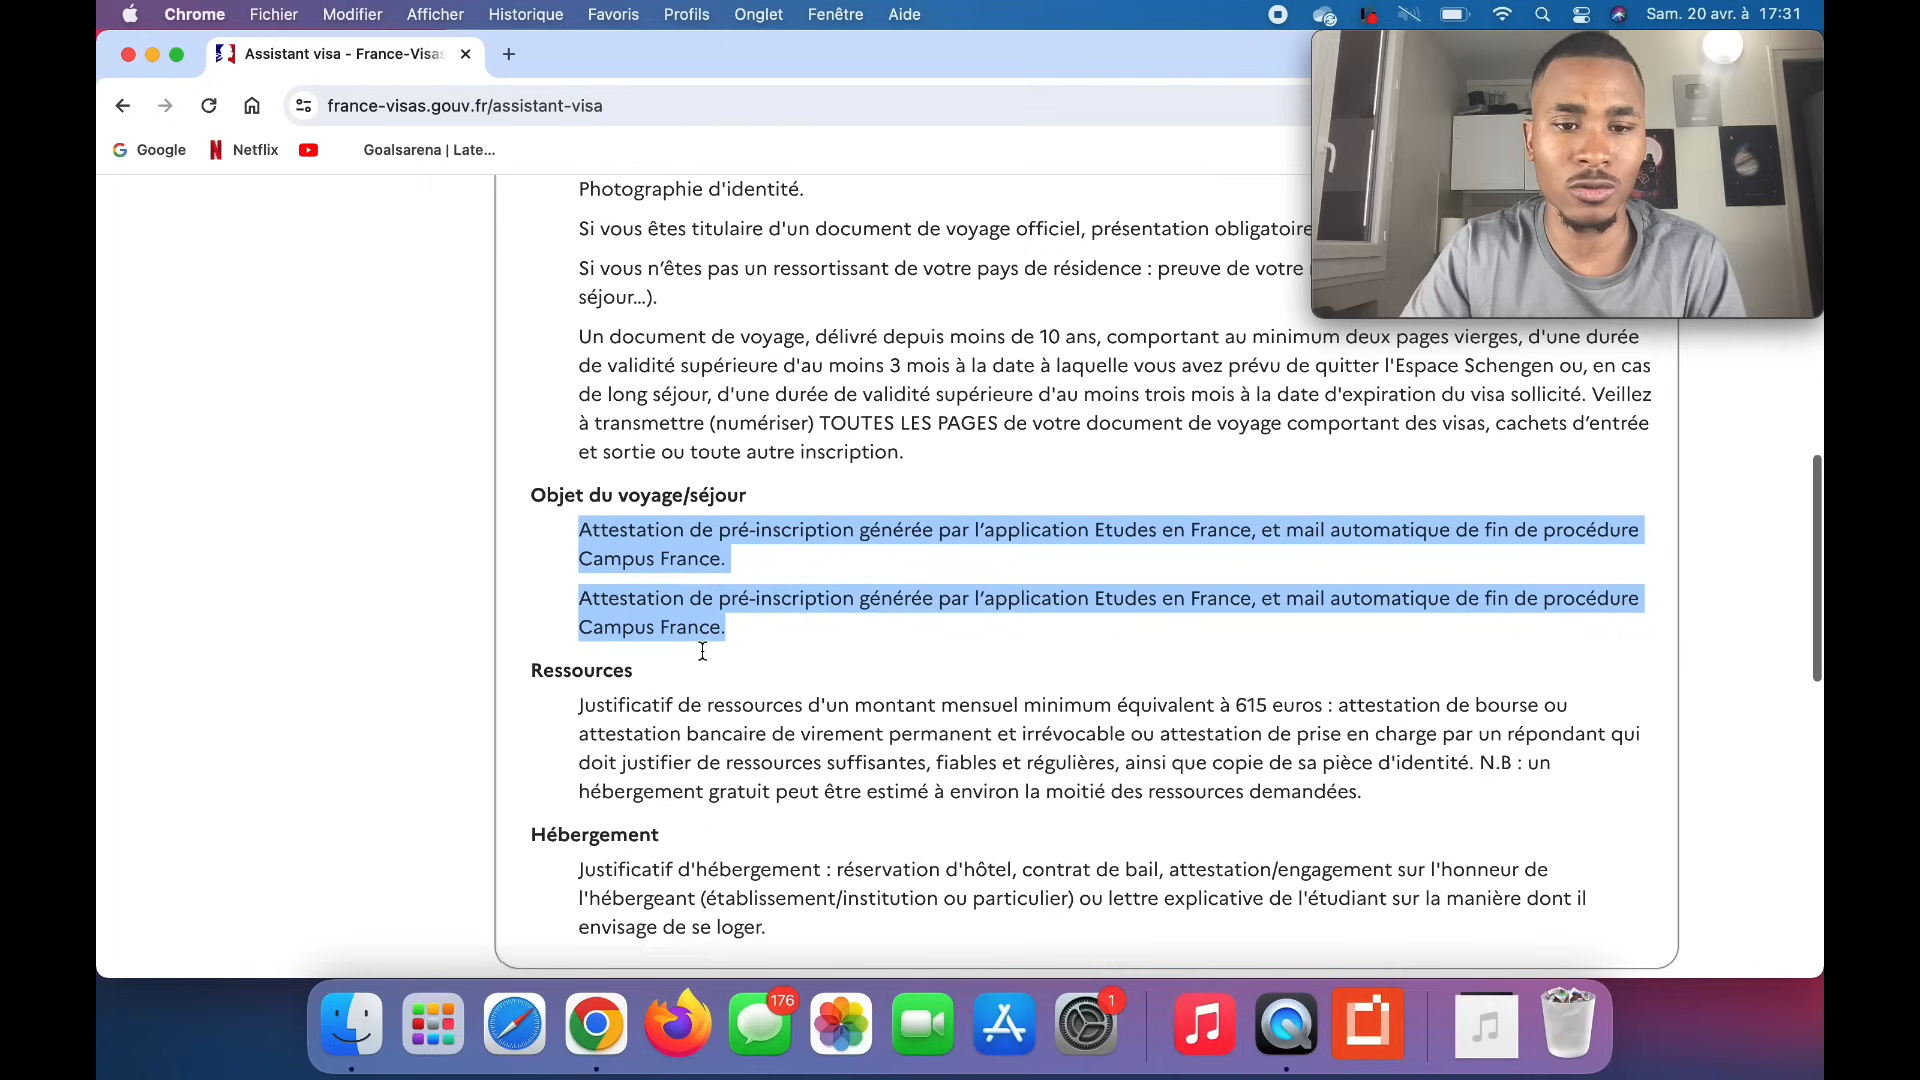 Chrome Fichier Modifier Afficher Historique Favoris Profils Onglet Fenêtre Aide Sam. 20 avr. à 17:31
Assistant visa - France-Visas
france-visas.gouv.fr/assistant-visa
Google Netflix Goalsarena | Late...
Photographie d'identité.
Si vous êtes titulaire d'un document de voyage officiel, présentation obligatoire
Si vous n’êtes pas un ressortissant de votre pays de résidence : preuve de votre
séjour…).
Un document de voyage, délivré depuis moins de 10 ans, comportant au minimum deux pages vierges, d'une durée
de validité supérieure d'au moins 3 mois à la date à laquelle vous avez prévu de quitter l'Espace Schengen ou, en cas
de long séjour, d'une durée de validité supérieure d'au moins trois mois à la date d'expiration du visa sollicité. Veillez
à transmettre (numériser) TOUTES LES PAGES de votre document de voyage comportant des visas, cachets d’entrée
et sortie ou toute autre inscription.
Objet du voyage/séjour
Attestation de pré-inscription générée par l’application Etudes en France, et mail automatique de fin de procédure
Campus France.
Attestation de pré-inscription générée par l’application Etudes en France, et mail automatique de fin de procédure
Campus France.
Ressources
Justificatif de ressources d'un montant mensuel minimum équivalent à 615 euros : attestation de bourse ou
attestation bancaire de virement permanent et irrévocable ou attestation de prise en charge par un répondant qui
doit justifier de ressources suffisantes, fiables et régulières, ainsi que copie de sa pièce d'identité. N.B : un
hébergement gratuit peut être estimé à environ la moitié des ressources demandées.
Hébergement
Justificatif d'hébergement : réservation d'hôtel, contrat de bail, attestation/engagement sur l'honneur de
l'hébergeant (établissement/institution ou particulier) ou lettre explicative de l'étudiant sur la manière dont il
envisage de se loger.
176
1